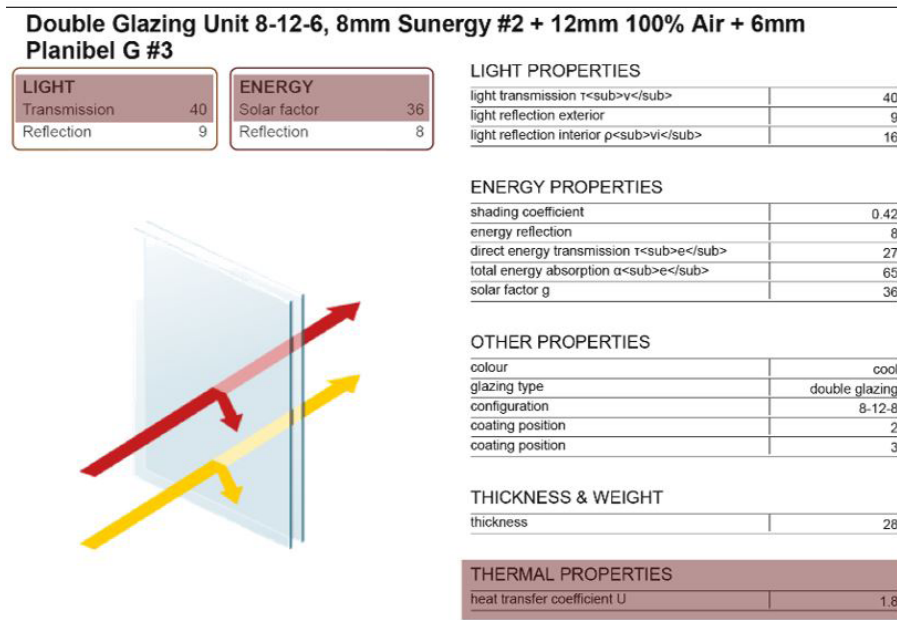 Double Glazing Unit 8-12-6, 8mm Sunergy #2 + 12mm 100% Air + 6mm
Planibel G #3
LIGHT
Transmission 40
Reflection 9
ENERGY
Solar factor 36
Reflection 8
LIGHT PROPERTIES
light transmission τ<sub>v</sub> 40
light reflection exterior 9
light reflection interior ρ<sub>vi</sub> 16
ENERGY PROPERTIES
shading coefficient 0.42
energy reflection 8
direct energy transmission τ<sub>e</sub> 27
total energy absorption α<sub>e</sub> 65
solar factor g 36
OTHER PROPERTIES
colour cool
glazing type double glazing
configuration 8-12-8
coating position 2
coating position 3
THICKNESS & WEIGHT
thickness 28
THERMAL PROPERTIES
heat transfer coefficient U 1.8